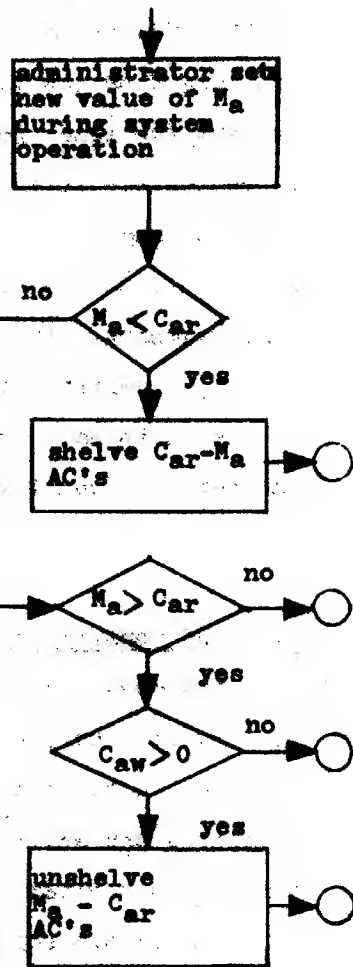 administrator sets
new value of Ma
during system
operation
no
Ma < Car
yes
shelve Car-Ma
AC's
no
Ma > Car
yes
no
Caw > 0
yes
unshelve
Ma - Car
AC's